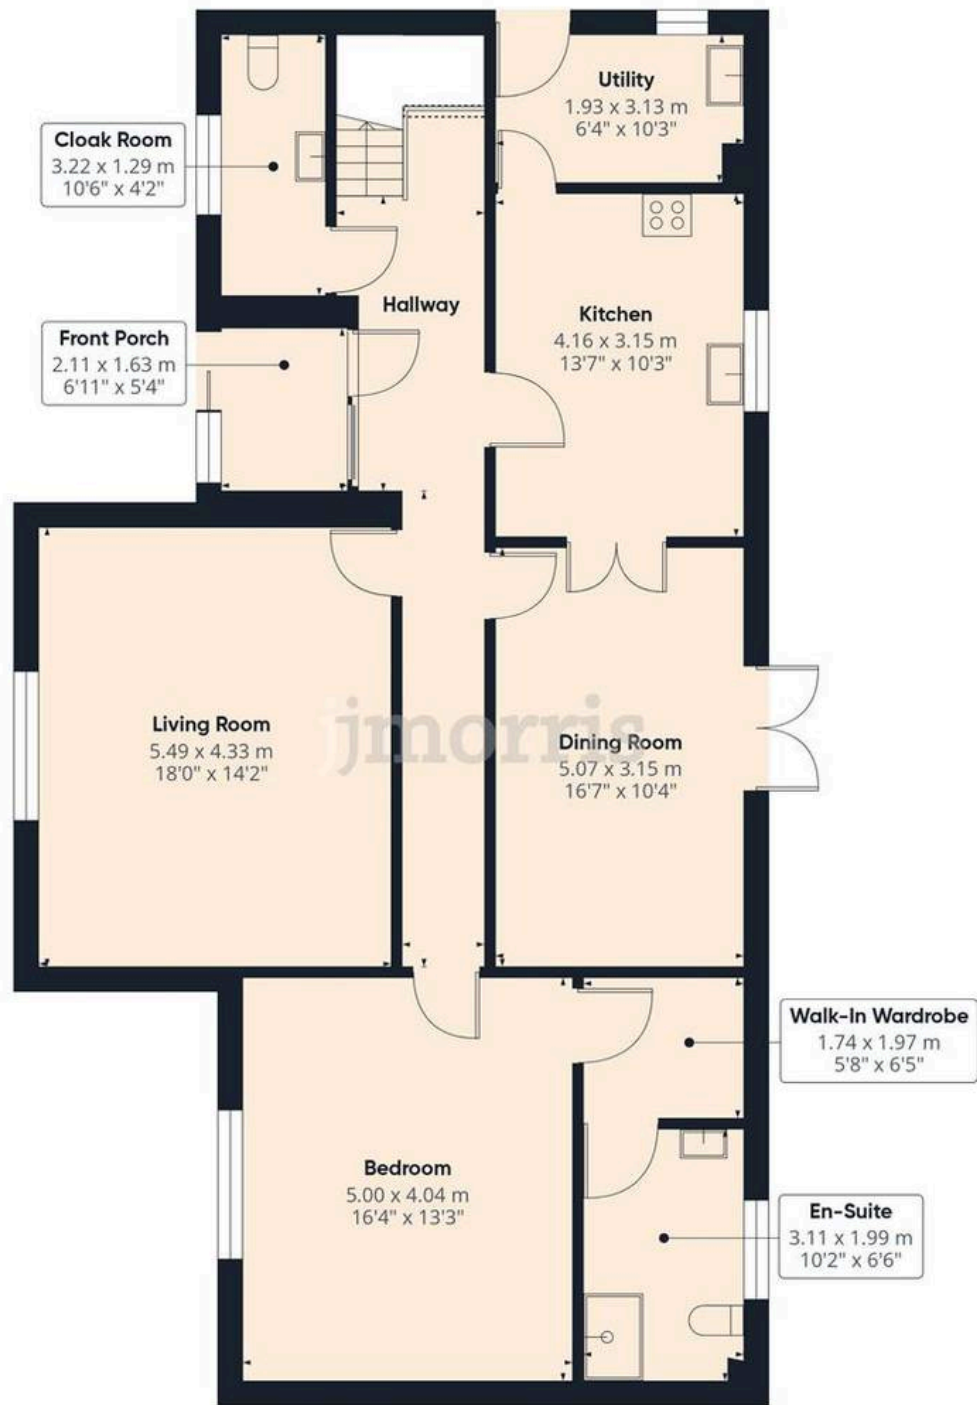 Utility
1.93 x 3.13 m
6'4" x 10'3"
Cloak Room
3.22 x 1.29 m
10'6" x 4'2"
Hallway
Kitchen
4.16 x 3.15 m
13'7" x 10'3"
Front Porch
2.11 x 1.63 m
6'11" x 5'4"
Living Room
5.49 x 4.33 m
18'0" x 14'2"
jjmorris
Dining Room
5.07 x 3.15 m
16'7" x 10'4"
Walk-In Wardrobe
1.74 x 1.97 m
5'8" x 6'5"
Bedroom
5.00 x 4.04 m
16'4" x 13'3"
En-Suite
3.11 x 1.99 m
10'2" x 6'6"